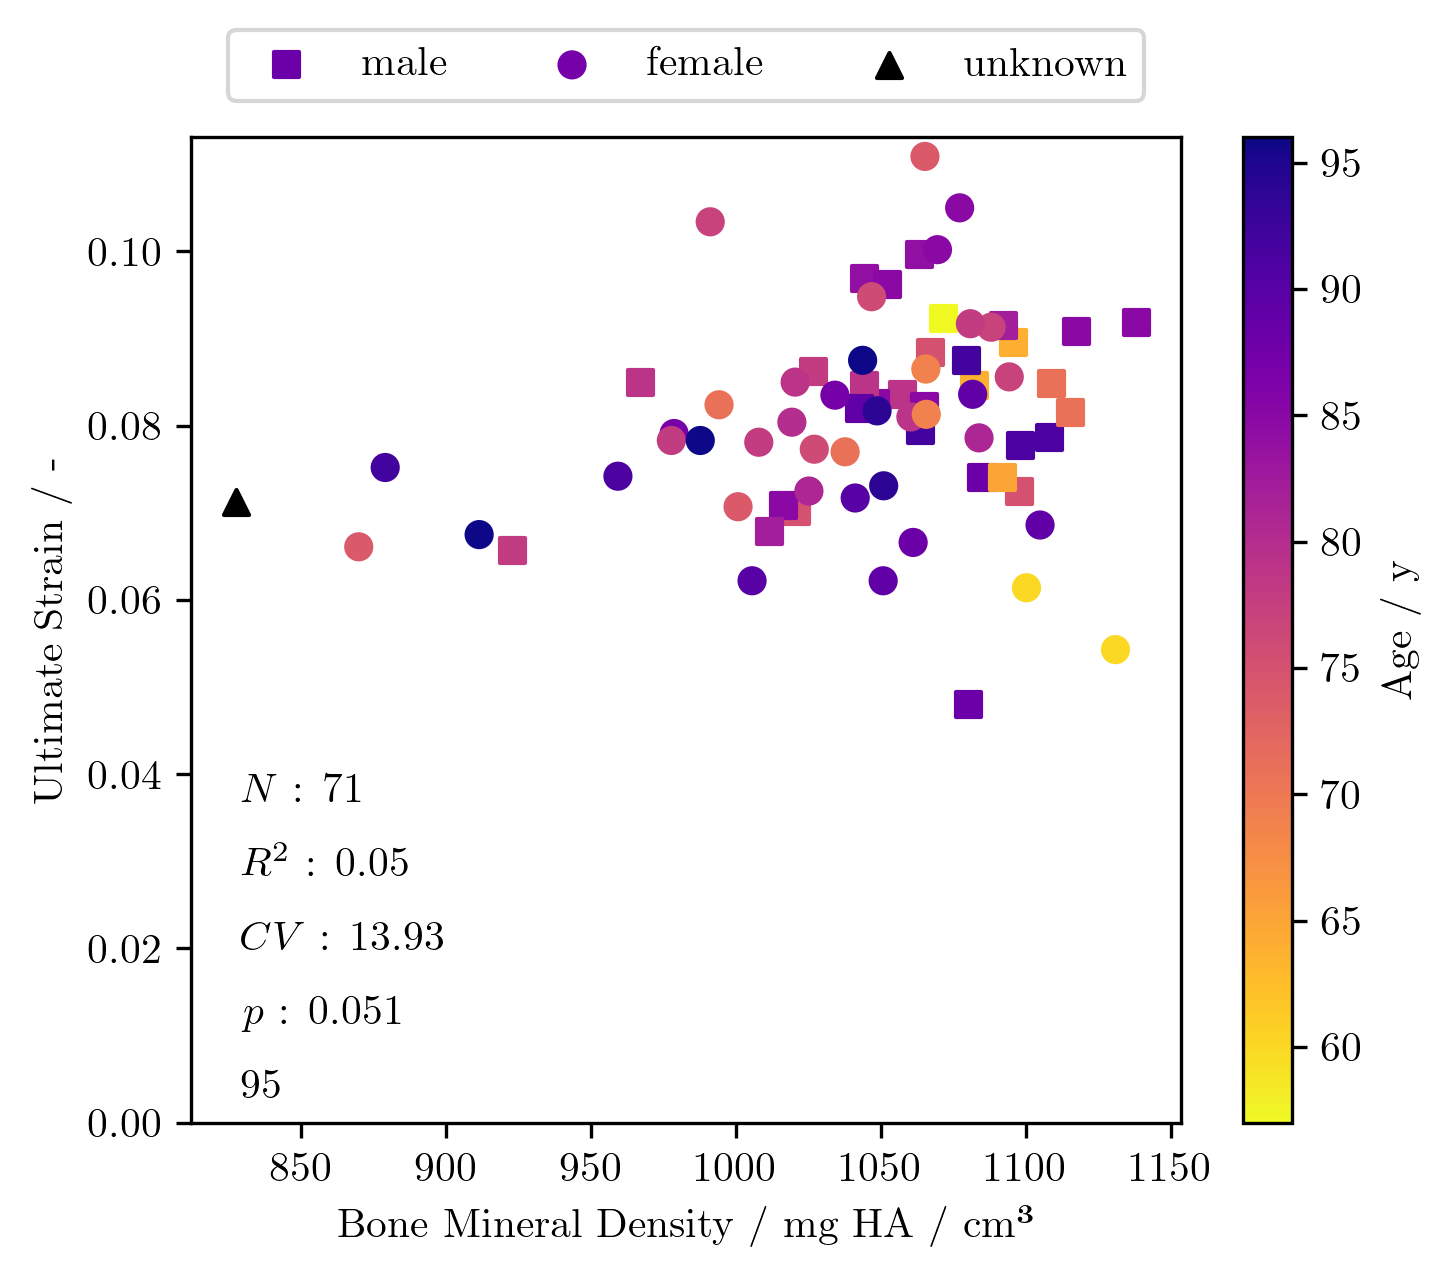 male female unknown
0.10
0.08
0.06
0.04
0.02
0.00
Ultimate Strain / -
N : 71
R² : 0.05
CV : 13.93
p : 0.051
95
850 900 950 1000 1050 1100 1150
Bone Mineral Density / mg HA / cm³
95
90
85
80
75
70
65
60
Age / y